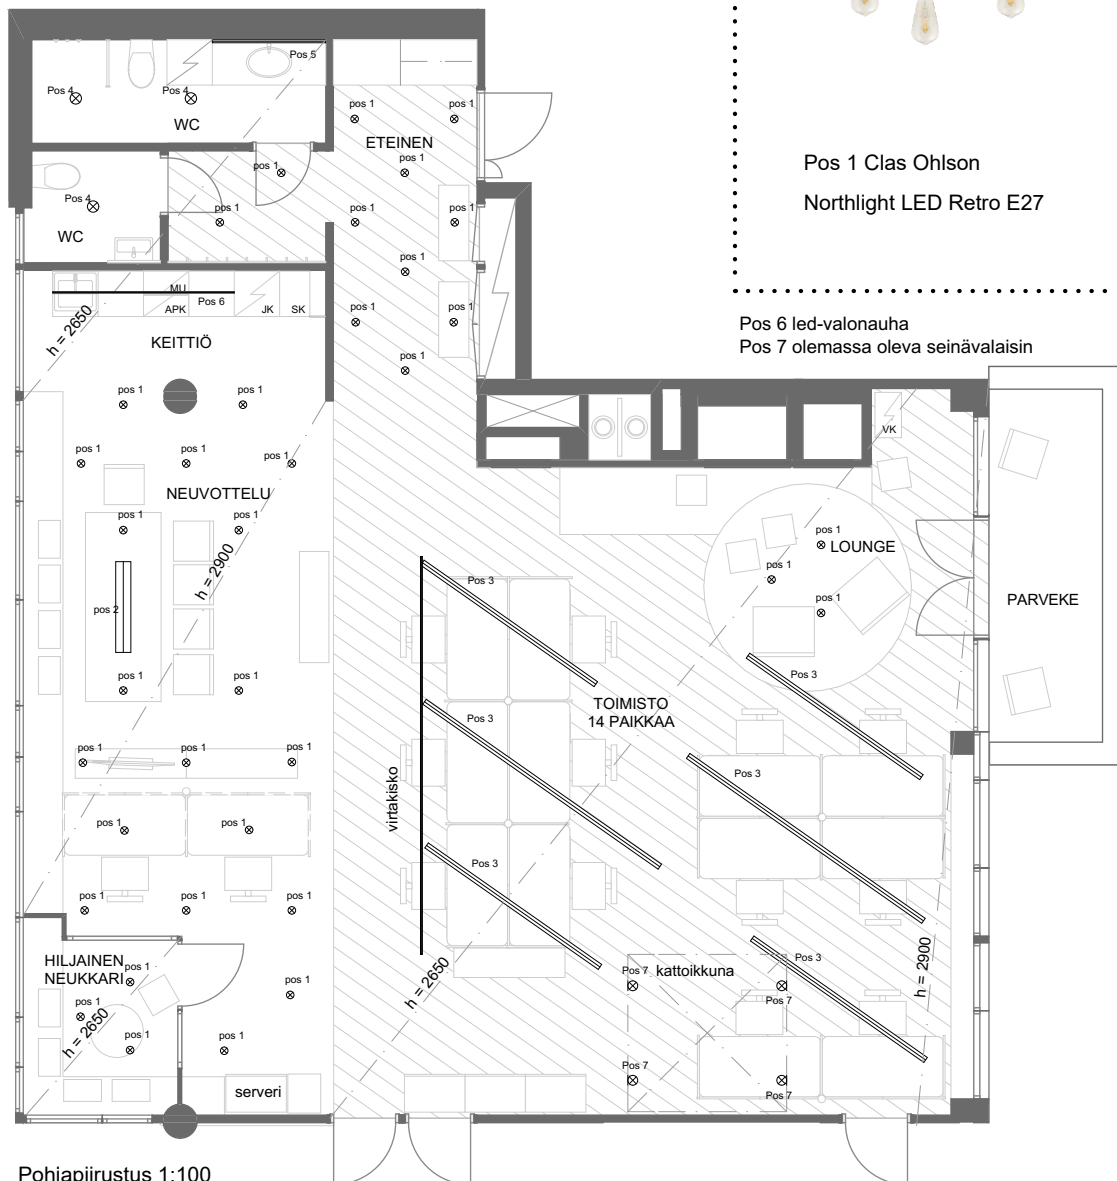 Pos 5
Pos 4
Pos 4
WC
pos 1
pos 1
ETEINEN
pos 1
pos 1
Pos 4
WC
pos 1
pos 1
pos 1
pos 1
pos 1
pos 1
pos 1
Pos 1 Clas Ohlson
Northlight LED Retro E27
Pos 6 led-valonauha
Pos 7 olemassa oleva seinävalaisin
MU
Pos 6
APK
JK
SK
h = 2650
KEITTIÖ
pos 1
pos 1
pos 1
pos 1
pos 1
NEUVOTTELU
pos 1
pos 1
h = 2900
pos 2
pos 1
pos 1
pos 1
pos 1
pos 1
pos 1
pos 1
pos 1
pos 1
pos 1
VK
pos 1
LOUNGE
pos 1
pos 1
PARVEKE
Pos 3
Pos 3
TOIMISTO
14 PAIKKAA
Pos 3
Pos 3
virtakisko
Pos 3
Pos 3
HILJAINEN
NEUKKARI
pos 1
pos 1
pos 1
h = 2650
pos 1
pos 1
serveri
h = 2650
Pos 7
kattoikkuna
Pos 7
Pos 7
Pos 7
h = 2900
Pohjapiirustus 1:100